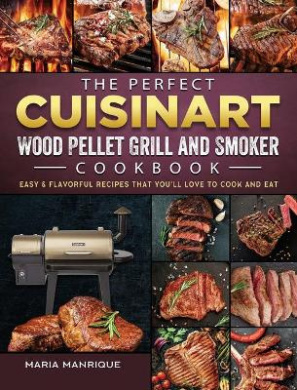 THE PERFECT
CUISINART
WOOD PELLET GRILL AND SMOKER
COOKBOOK
EASY & FLAVORFUL RECIPES THAT YOU'LL LOVE TO COOK AND EAT
MARIA MANRIQUE